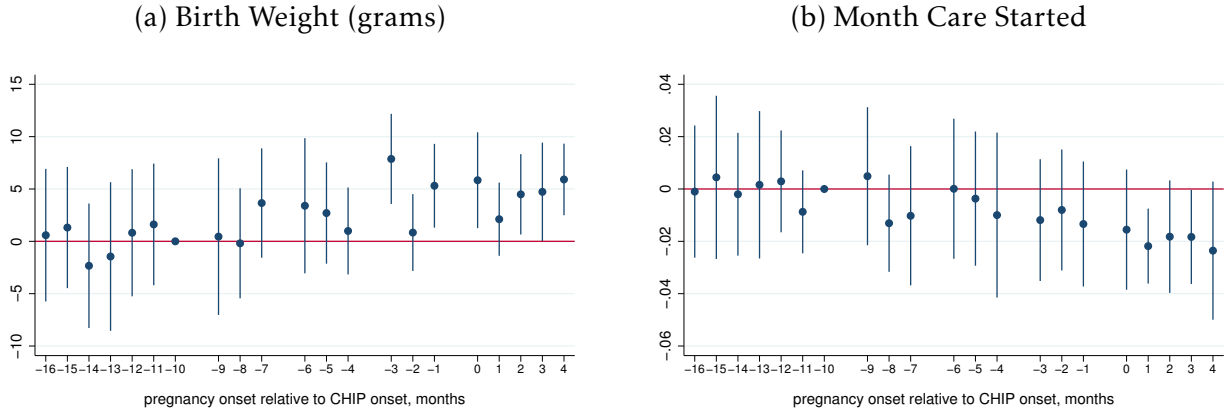 (a) Birth Weight (grams)
15
10
5
0
−5
−10
−16 −15 −14 −13 −12 −11 −10 −9 −8 −7 −6 −5 −4 −3 −2 −1 0 1 2 3 4
pregnancy onset relative to CHIP onset, months
(b) Month Care Started
.04
.02
0
−.02
−.04
−.06
−16 −15 −14 −13 −12 −11 −10 −9 −8 −7 −6 −5 −4 −3 −2 −1 0 1 2 3 4
pregnancy onset relative to CHIP onset, months